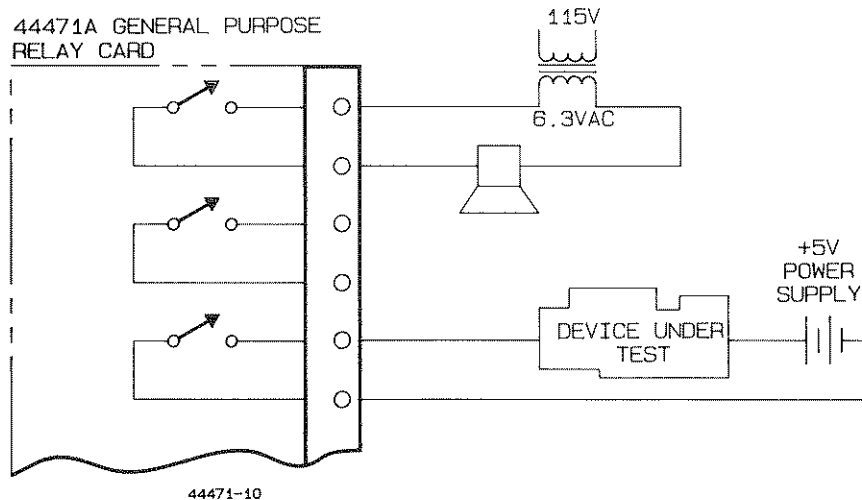 44471A GENERAL PURPOSE
RELAY CARD
115V
6.3VAC
+5V
POWER
SUPPLY
DEVICE UNDER
TEST
44471-10